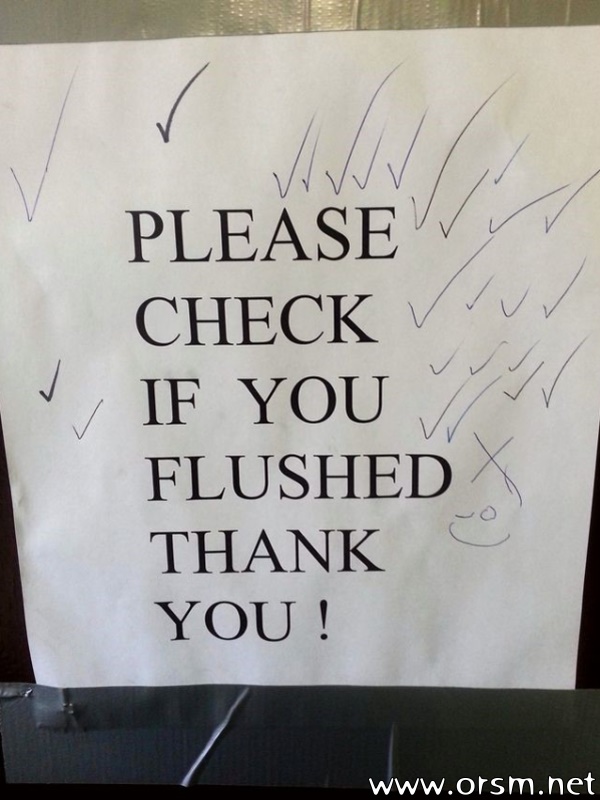 PLEASE
CHECK
IF YOU
FLUSHED
THANK
YOU !
www.orsm.net